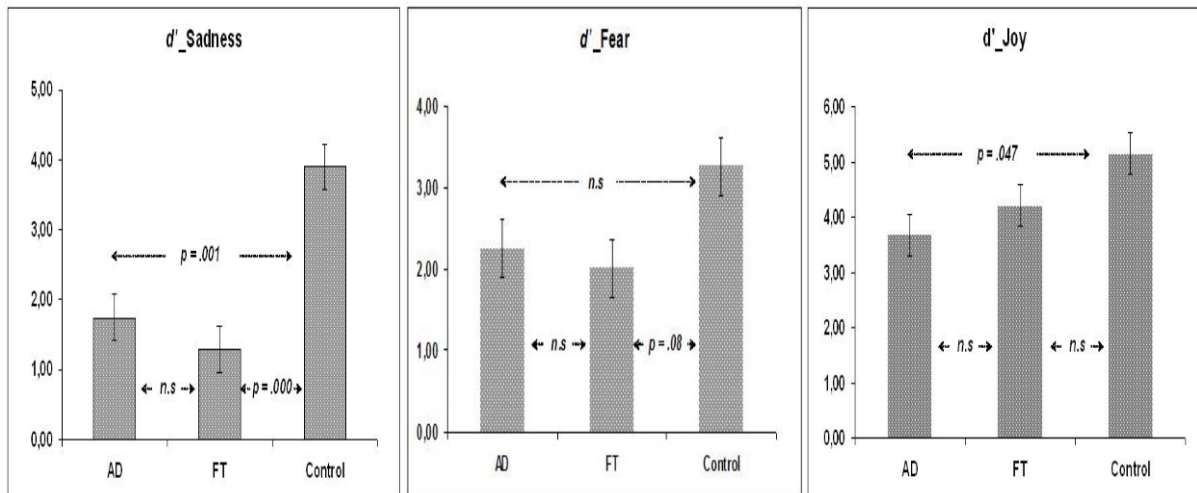 d'_Sadness
5,00
4,00
3,00
2,00
1,00
0,00
p = .001
n.s
p = .000
AD FT Control
d'_Fear
4,00
3,00
2,00
1,00
0,00
n.s
n.s
p = .08
AD FT Control
d'_Joy
6,00
5,00
4,00
3,00
2,00
1,00
0,00
p = .047
n.s
n.s
AD FT Control